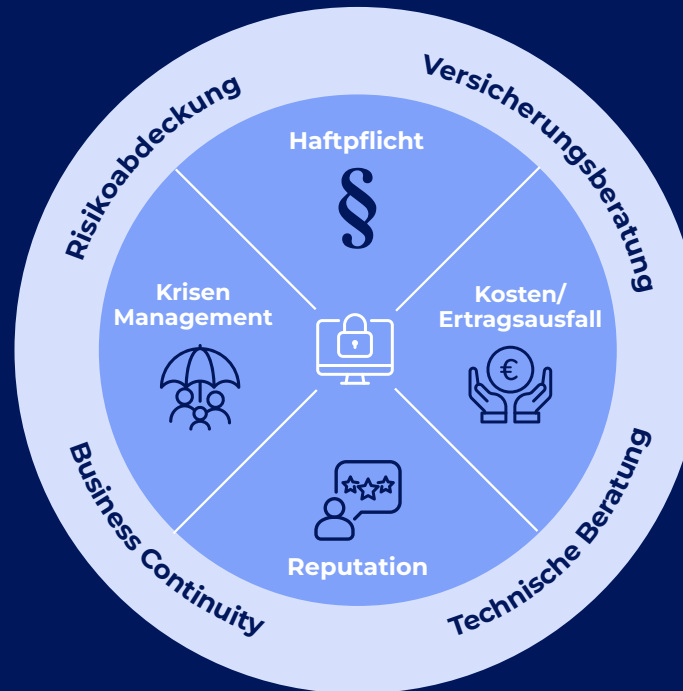 Risikoabdeckung
Versicherungsberatung
Haftpflicht
§
Krisen
Management
Kosten/
Ertragsausfall
€
Reputation
Business Continuity
Technische Beratung